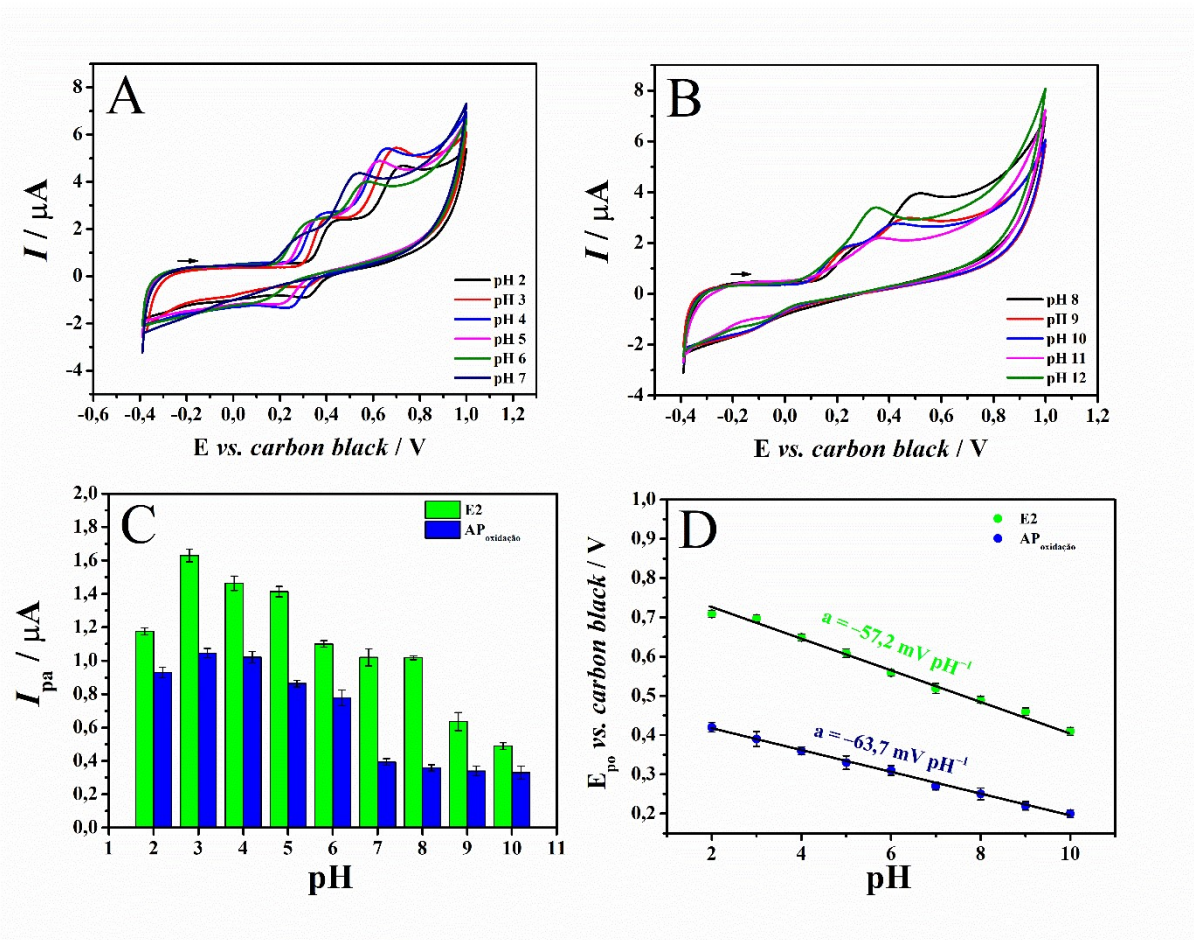 A
I / µA
8
6
4
2
0
-2
-4
-0,6 -0,4 -0,2 0,0 0,2 0,4 0,6 0,8 1,0 1,2
E vs. carbon black / V
pH 2
pH 3
pH 4
pH 5
pH 6
pH 7
B
I / µA
8
6
4
2
0
-2
-4
-0,4 -0,2 0,0 0,2 0,4 0,6 0,8 1,0 1,2
E vs. carbon black / V
pH 8
pH 9
pH 10
pH 11
pH 12
C
I pa / µA
2,0
1,8
1,6
1,4
1,2
1,0
0,8
0,6
0,4
0,2
0,0
1 2 3 4 5 6 7 8 9 10 11
pH
E2
AP oxidação
D
E po vs. carbon black / V
1,0
0,9
0,8
0,7
0,6
0,5
0,4
0,3
0,2
2 4 6 8 10
pH
E2
AP oxidação
a = –57,2 mV pH⁻¹
a = –63,7 mV pH⁻¹